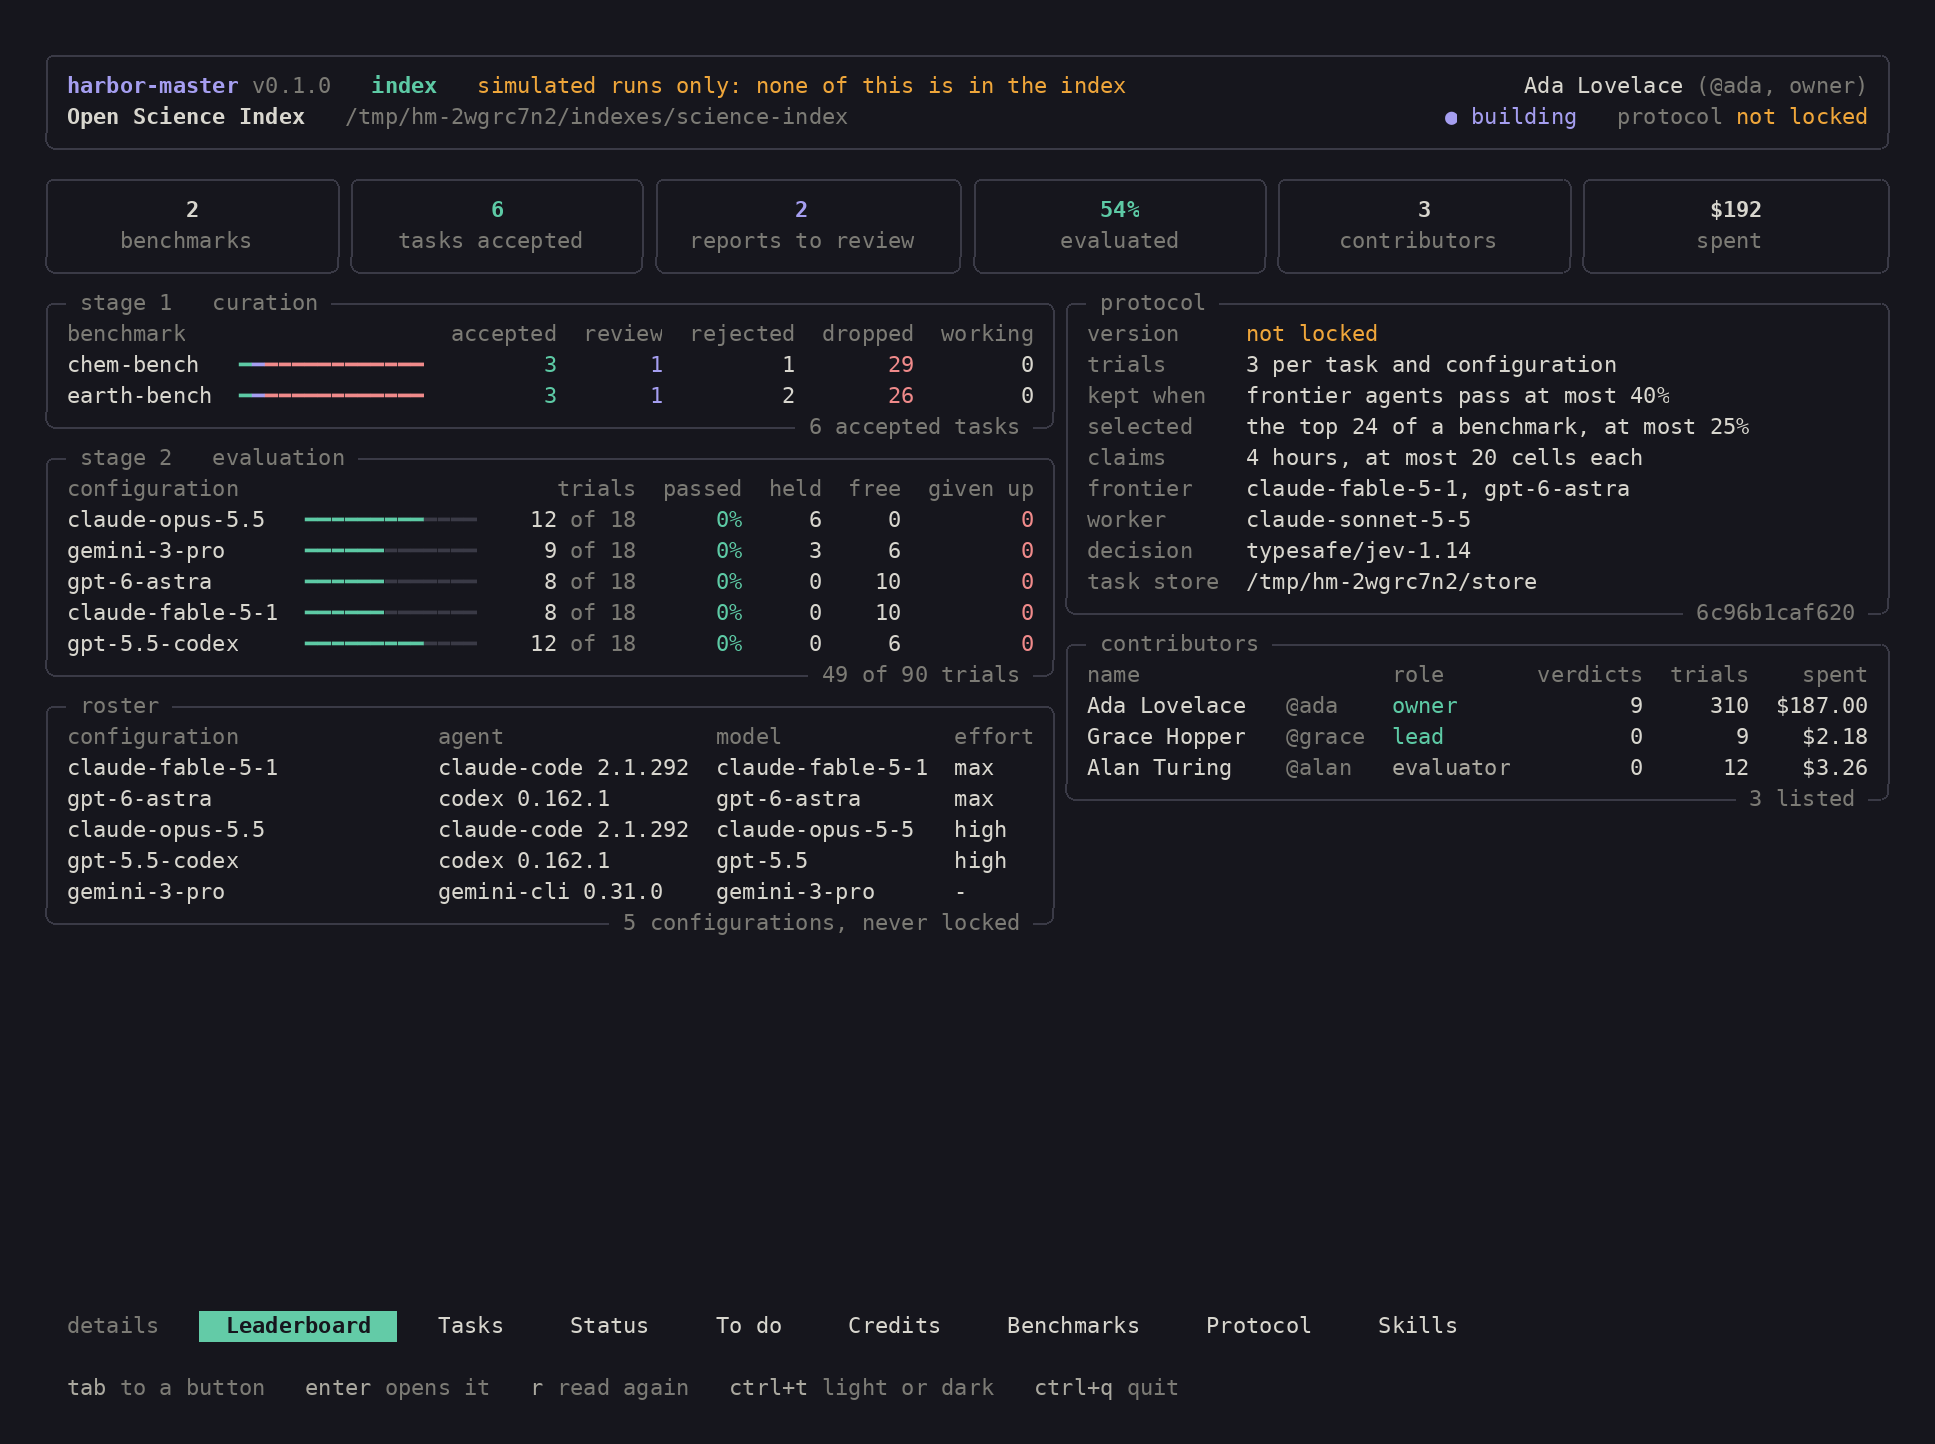 harbor-master v0.1.0 index simulated runs only: none of this is in the index Ada Lovelace (@ada, owner)
Open Science Index /tmp/hm-2wgrc7n2/indexes/science-index ● building protocol not locked
2 6 2 54% 3 $192
benchmarks tasks accepted reports to review evaluated contributors spent
stage 1 curation
benchmark accepted review rejected dropped working
chem-bench 3 1 1 29 0
earth-bench 3 1 2 26 0
6 accepted tasks
stage 2 evaluation
configuration trials passed held free given up
claude-opus-5.5 12 of 18 0% 6 0 0
gemini-3-pro 9 of 18 0% 3 6 0
gpt-6-astra 8 of 18 0% 0 10 0
claude-fable-5-1 8 of 18 0% 0 10 0
gpt-5.5-codex 12 of 18 0% 0 6 0
49 of 90 trials
roster
configuration agent model effort
claude-fable-5-1 claude-code 2.1.292 claude-fable-5-1 max
gpt-6-astra codex 0.162.1 gpt-6-astra max
claude-opus-5.5 claude-code 2.1.292 claude-opus-5-5 high
gpt-5.5-codex codex 0.162.1 gpt-5.5 high
gemini-3-pro gemini-cli 0.31.0 gemini-3-pro -
5 configurations, never locked
protocol
version not locked
trials 3 per task and configuration
kept when frontier agents pass at most 40%
selected the top 24 of a benchmark, at most 25%
claims 4 hours, at most 20 cells each
frontier claude-fable-5-1, gpt-6-astra
worker claude-sonnet-5-5
decision typesafe/jev-1.14
task store /tmp/hm-2wgrc7n2/store
6c96b1caf620
contributors
name role verdicts trials spent
Ada Lovelace @ada owner 9 310 $187.00
Grace Hopper @grace lead 0 9 $2.18
Alan Turing @alan evaluator 0 12 $3.26
3 listed
details Leaderboard Tasks Status To do Credits Benchmarks Protocol Skills
tab to a button enter opens it r read again ctrl+t light or dark ctrl+q quit